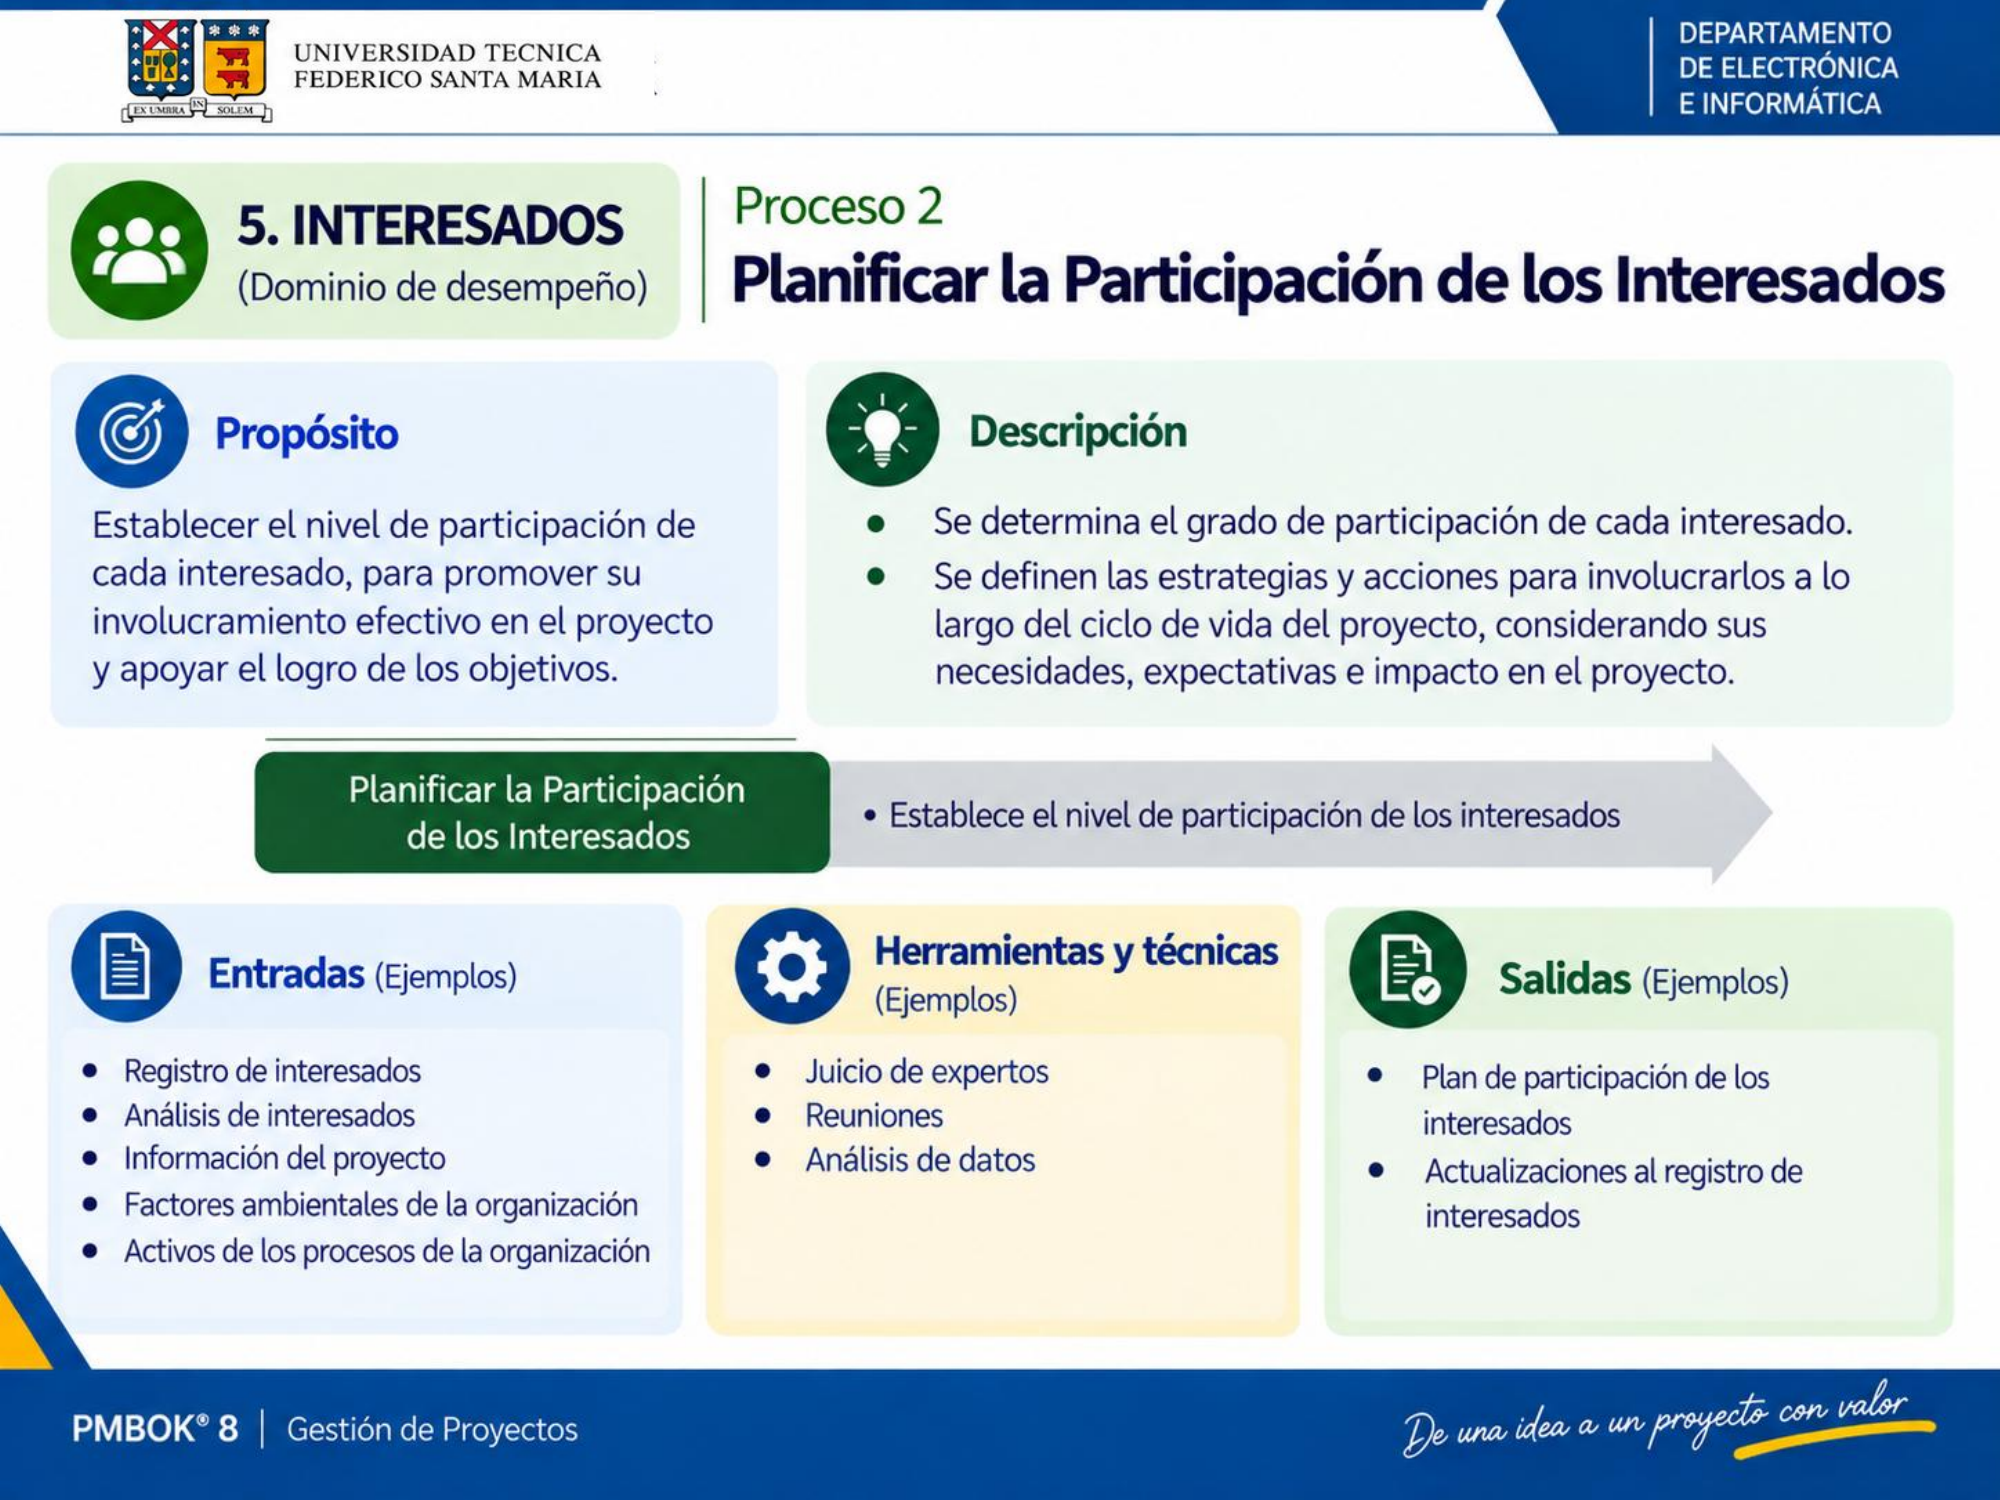 EX UMBRA IN SOLEM
UNIVERSIDAD TECNICA
FEDERICO SANTA MARIA
DEPARTAMENTO
DE ELECTRÓNICA
E INFORMÁTICA
5. INTERESADOS
(Dominio de desempeño)
Proceso 2
Planificar la Participación de los Interesados
Propósito
Establecer el nivel de participación de
cada interesado, para promover su
involucramiento efectivo en el proyecto
y apoyar el logro de los objetivos.
Descripción
• Se determina el grado de participación de cada interesado.
• Se definen las estrategias y acciones para involucrarlos a lo
largo del ciclo de vida del proyecto, considerando sus
necesidades, expectativas e impacto en el proyecto.
Planificar la Participación
de los Interesados
• Establece el nivel de participación de los interesados
Entradas (Ejemplos)
• Registro de interesados
• Análisis de interesados
• Información del proyecto
• Factores ambientales de la organización
• Activos de los procesos de la organización
Herramientas y técnicas
(Ejemplos)
• Juicio de expertos
• Reuniones
• Análisis de datos
Salidas (Ejemplos)
• Plan de participación de los
interesados
• Actualizaciones al registro de
interesados
PMBOK® 8 | Gestión de Proyectos
De una idea a un proyecto con valor